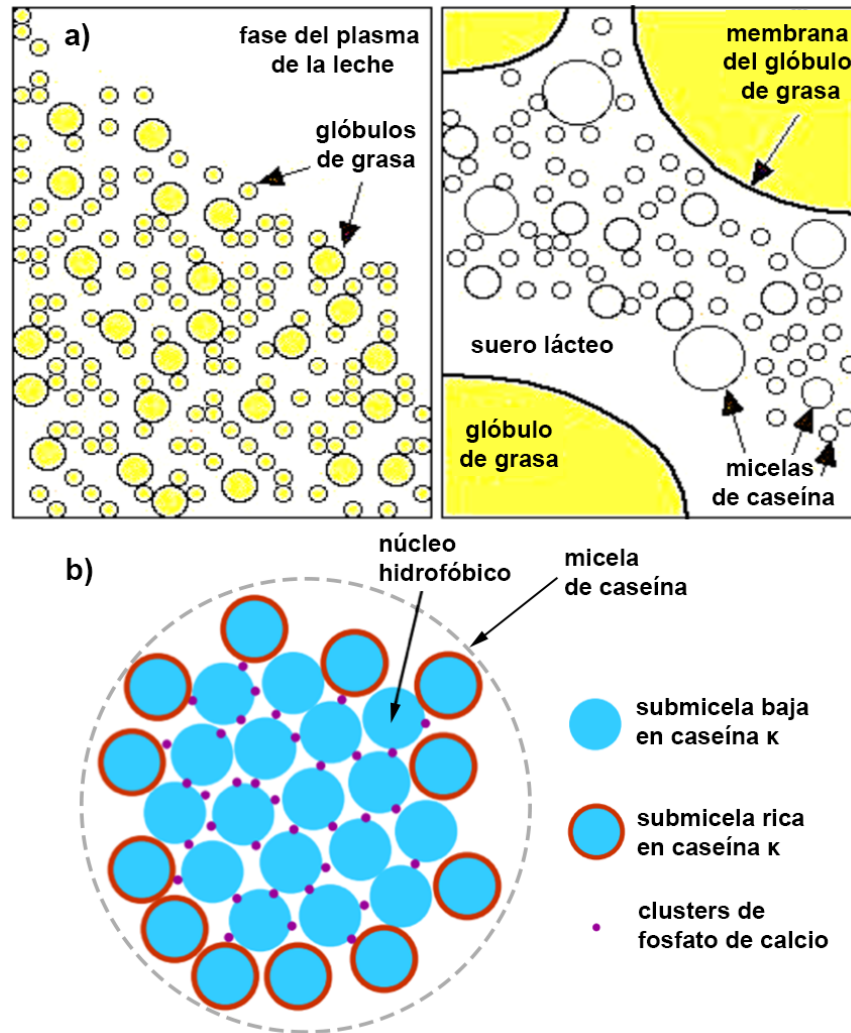 a)
fase del plasma
de la leche
glóbulos
de grasa
membrana
del glóbulo
de grasa
suero lácteo
glóbulo
de grasa
micelas
de caseína
b)
núcleo
hidrofóbico
micela
de caseína
submicela baja
en caseína κ
submicela rica
en caseína κ
clusters de
fosfato de calcio